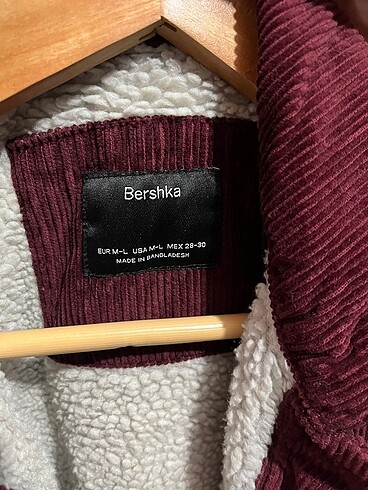 Bershka
EUR M-L USA M-L MEX 28-30
MADE IN BANGLADESH